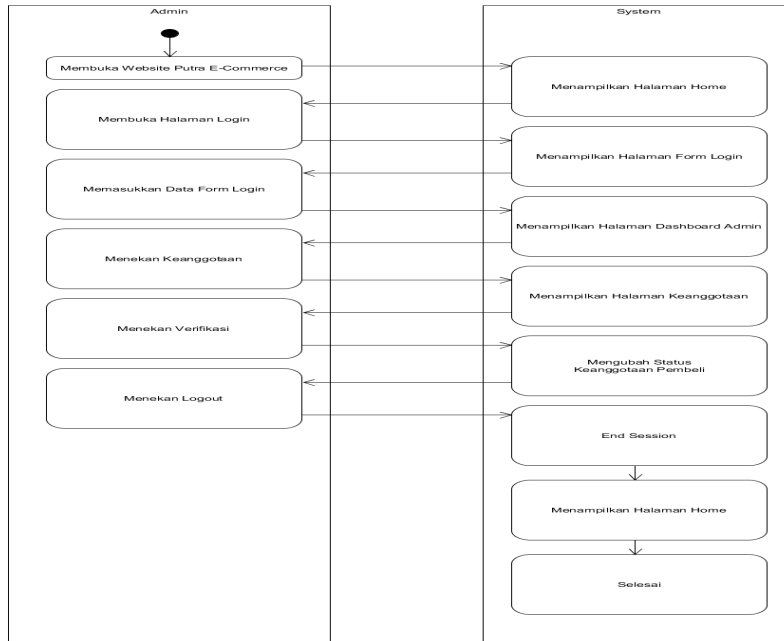 Admin
System
Membuka Website Putra E-Commerce
Menampilkan Halaman Home
Membuka Halaman Login
Menampilkan Halaman Form Login
Memasukkan Data Form Login
Menampilkan Halaman Dashboard Admin
Menekan Keanggotaan
Menampilkan Halaman Keanggotaan
Menekan Verifikasi
Mengubah Status
Keanggotaan Pembeli
Menekan Logout
End Session
Menampilkan Halaman Home
Selesai